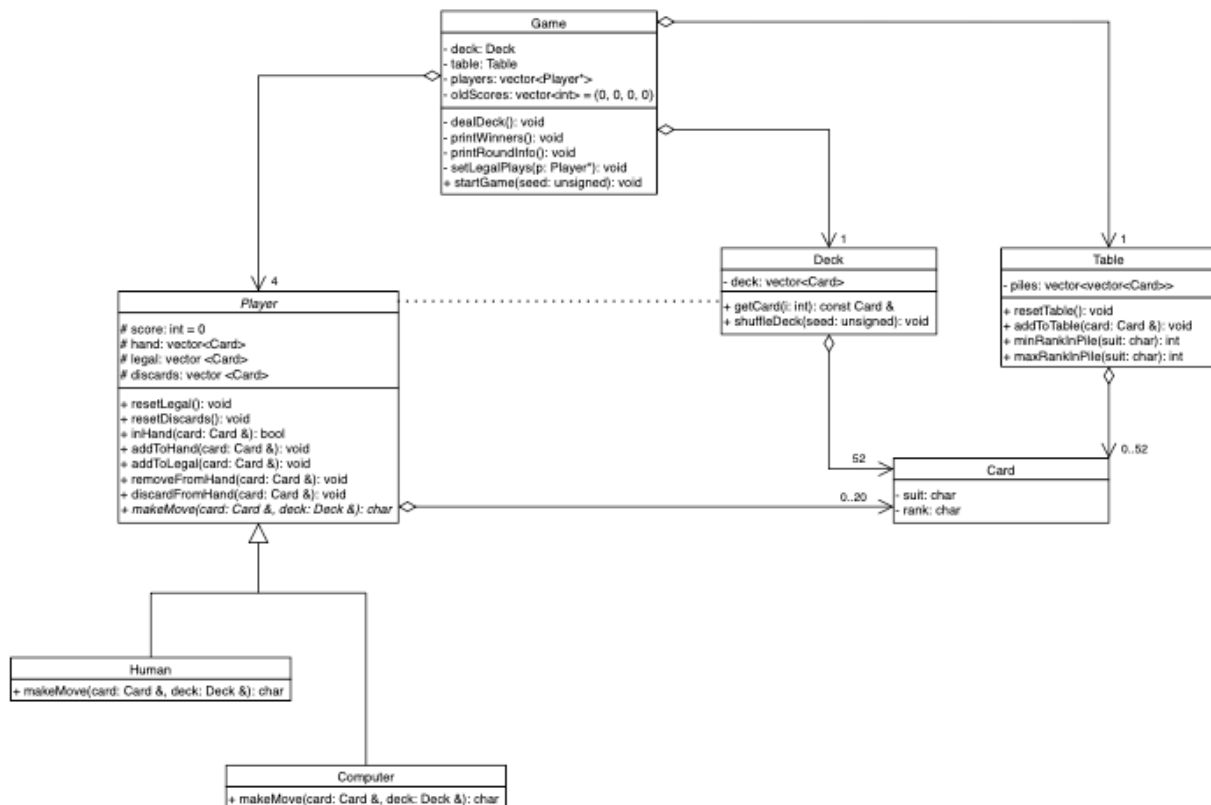 Game
- deck: Deck
- table: Table
- players: vector<Player*>
- oldScores: vector<int> = (0, 0, 0, 0)
- dealDeck(): void
- printWinners(): void
- printRoundInfo(): void
- setLegalPlays(p: Player*): void
+ startGame(seed: unsigned): void
4
1
1
Player
# score: int = 0
# hand: vector<Card>
# legal: vector <Card>
# discards: vector <Card>
+ resetLegal(): void
+ resetDiscards(): void
+ inHand(card: Card &): bool
+ addToHand(card: Card &): void
+ addToLegal(card: Card &): void
+ removeFromHand(card: Card &): void
+ discardFromHand(card: Card &): void
+ makeMove(card: Card &, deck: Deck &): char
Deck
- deck: vector<Card>
+ getCard(i: int): const Card &
+ shuffleDeck(seed: unsigned): void
Table
- piles: vector<vector<Card>>
+ resetTable(): void
+ addToTable(card: Card &): void
+ minRankInPile(suit: char): int
+ maxRankInPile(suit: char): int
52
0..52
0..20
Card
- suit: char
- rank: char
Human
+ makeMove(card: Card &, deck: Deck &): char
Computer
+ makeMove(card: Card &, deck: Deck &): char